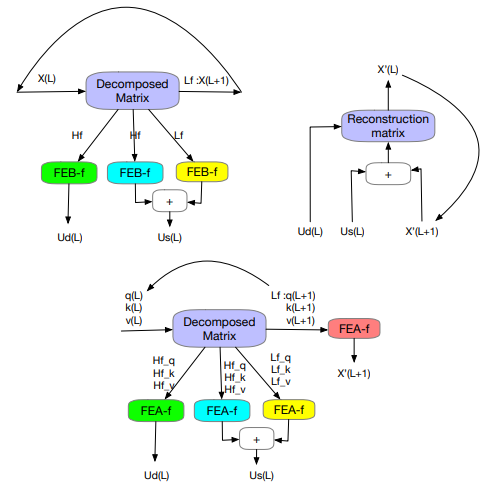 X(L)
Decomposed
Matrix
Lf :X(L+1)
Hf
Hf
Lf
FEB-f
FEB-f
FEB-f
+
Ud(L)
Us(L)
X'(L)
Reconstruction
matrix
+
Ud(L)
Us(L)
X'(L+1)
q(L)
k(L)
v(L)
Decomposed
Matrix
Lf :q(L+1)
k(L+1)
v(L+1)
FEA-f
X'(L+1)
Hf_q
Hf_k
Hf_v
Hf_q
Hf_k
Hf_v
Lf_q
Lf_k
Lf_v
FEA-f
FEA-f
FEA-f
+
Ud(L)
Us(L)